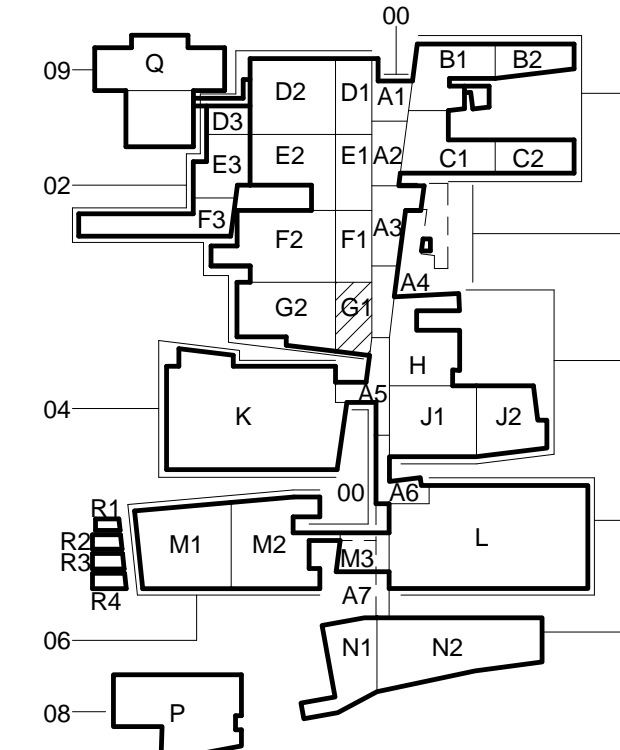 00
09 Q B1 B2
D2 D1 A1
D3
E3 E2 E1 A2 C1 C2
02
F3 F2 F1 A3
A4
G2 G1
H
A5
04 K J1 J2
00 A6
R1
R2 M1 M2 L
R3 M3
R4 A7
06 N1 N2
08 P